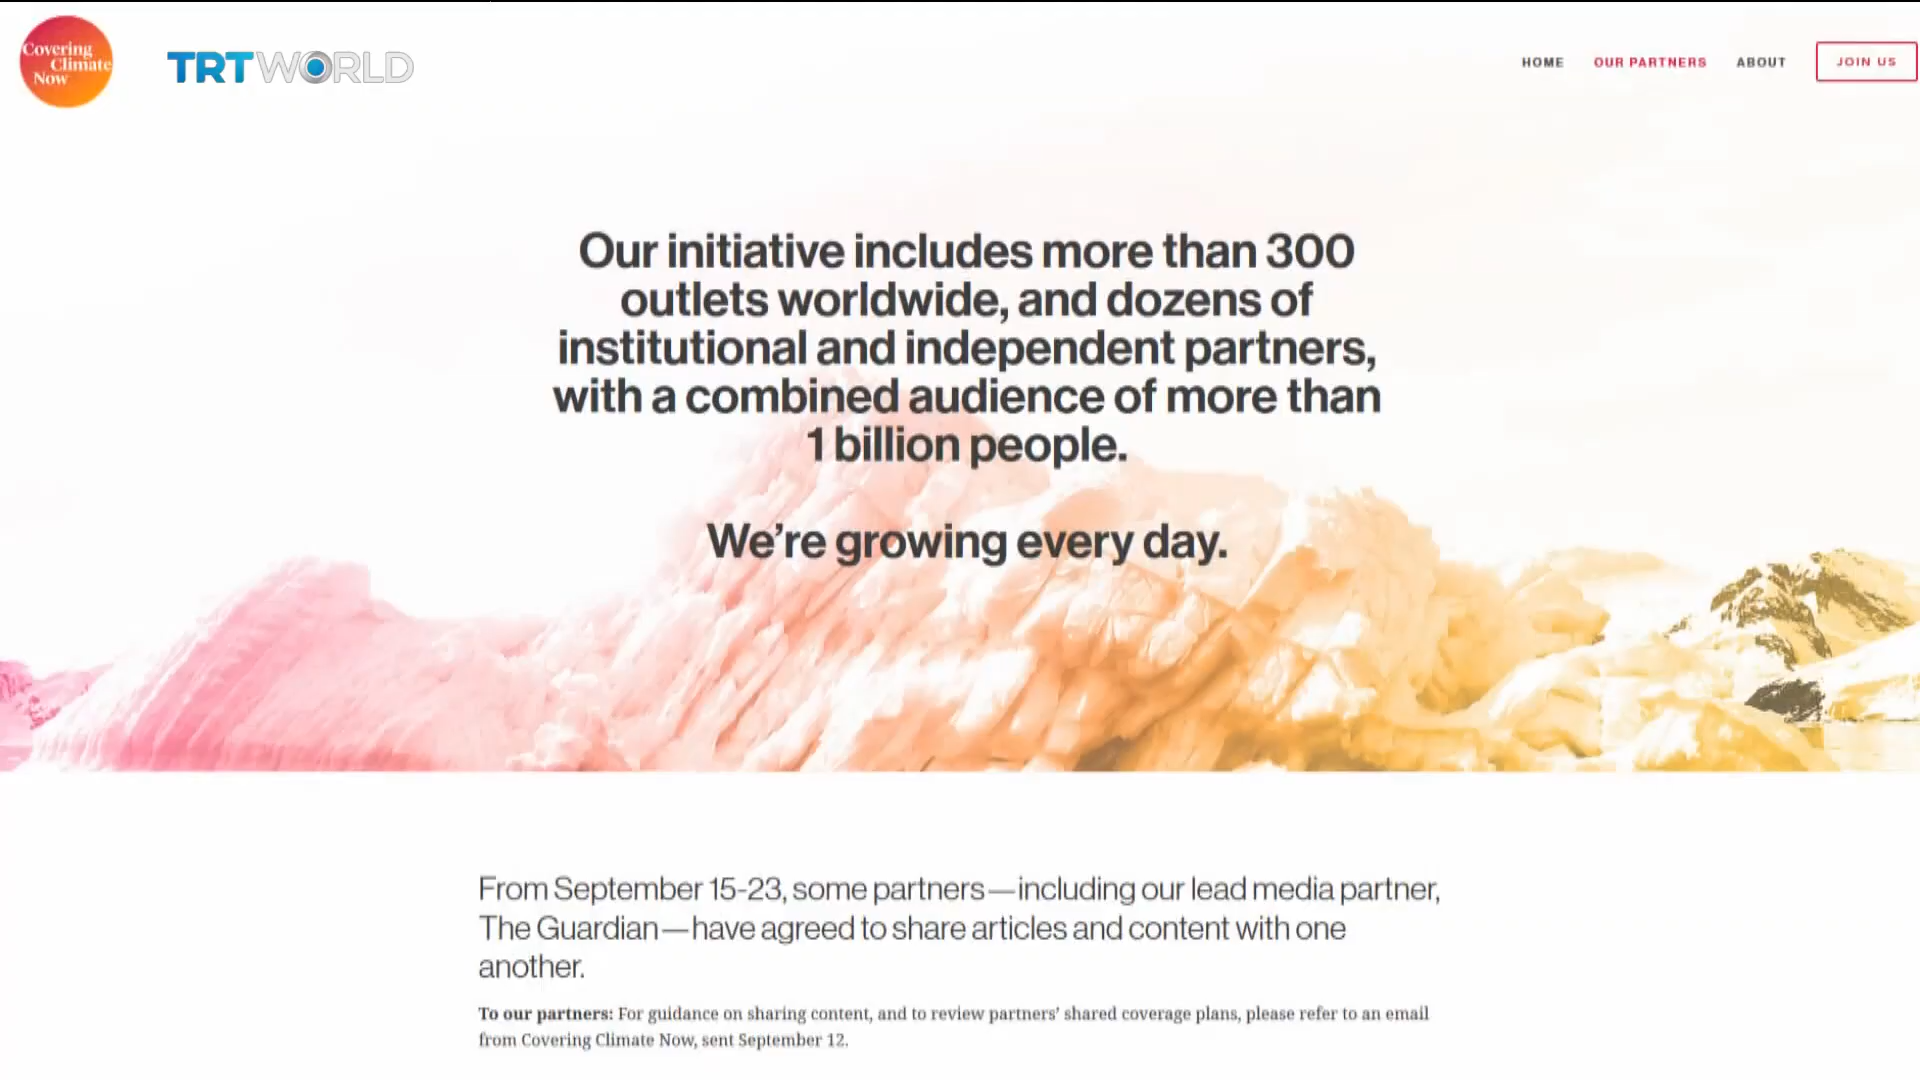 Covering
Climate
Now
TRT WORLD
HOME
OUR PARTNERS
ABOUT
JOIN US
Our initiative includes more than 300
outlets worldwide, and dozens of
institutional and independent partners,
with a combined audience of more than
1 billion people.
We’re growing every day.
From September 15-23, some partners—including our lead media partner,
The Guardian—have agreed to share articles and content with one
another.
To our partners: For guidance on sharing content, and to review partners’ shared coverage plans, please refer to an email
from Covering Climate Now, sent September 12.